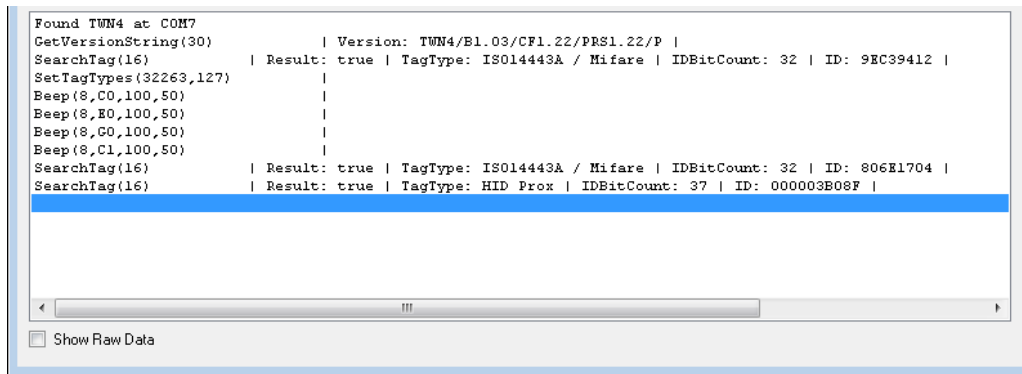 Found TWN4 at COM7
GetVersionString(30) | Version: TWN4/B1.03/CF1.22/PRS1.22/P |
SearchTag(16) | Result: true | TagType: ISO14443A / Mifare | IDBitCount: 32 | ID: 9EC39412 |
SetTagTypes(32263,127) |
Beep(8,C0,100,50) |
Beep(8,E0,100,50) |
Beep(8,G0,100,50) |
Beep(8,C1,100,50) |
SearchTag(16) | Result: true | TagType: ISO14443A / Mifare | IDBitCount: 32 | ID: 806E1704 |
SearchTag(16) | Result: true | TagType: HID Prox | IDBitCount: 37 | ID: 000003B08F |
Show Raw Data